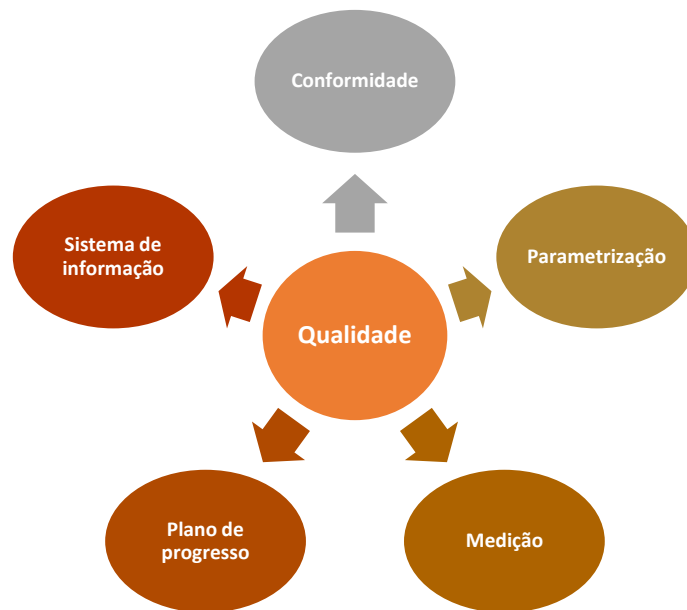 Conformidade
Sistema de
informação
Parametrização
Qualidade
Plano de
progresso
Medição